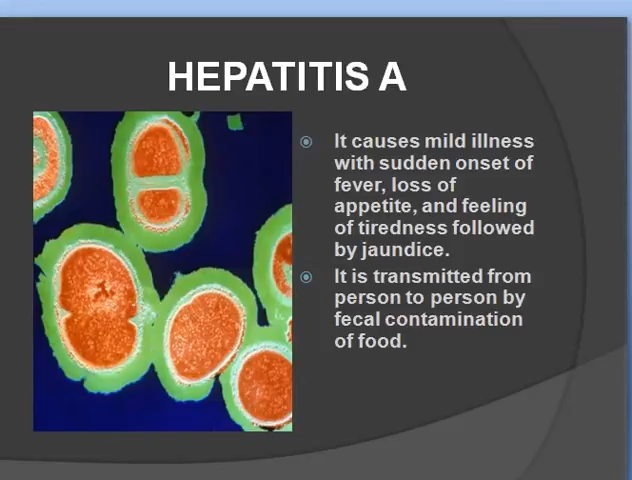 HEPATITIS A
It causes mild illness
with sudden onset of
fever, loss of
appetite, and feeling
of tiredness followed
by jaundice.
It is transmitted from
person to person by
fecal contamination
of food.